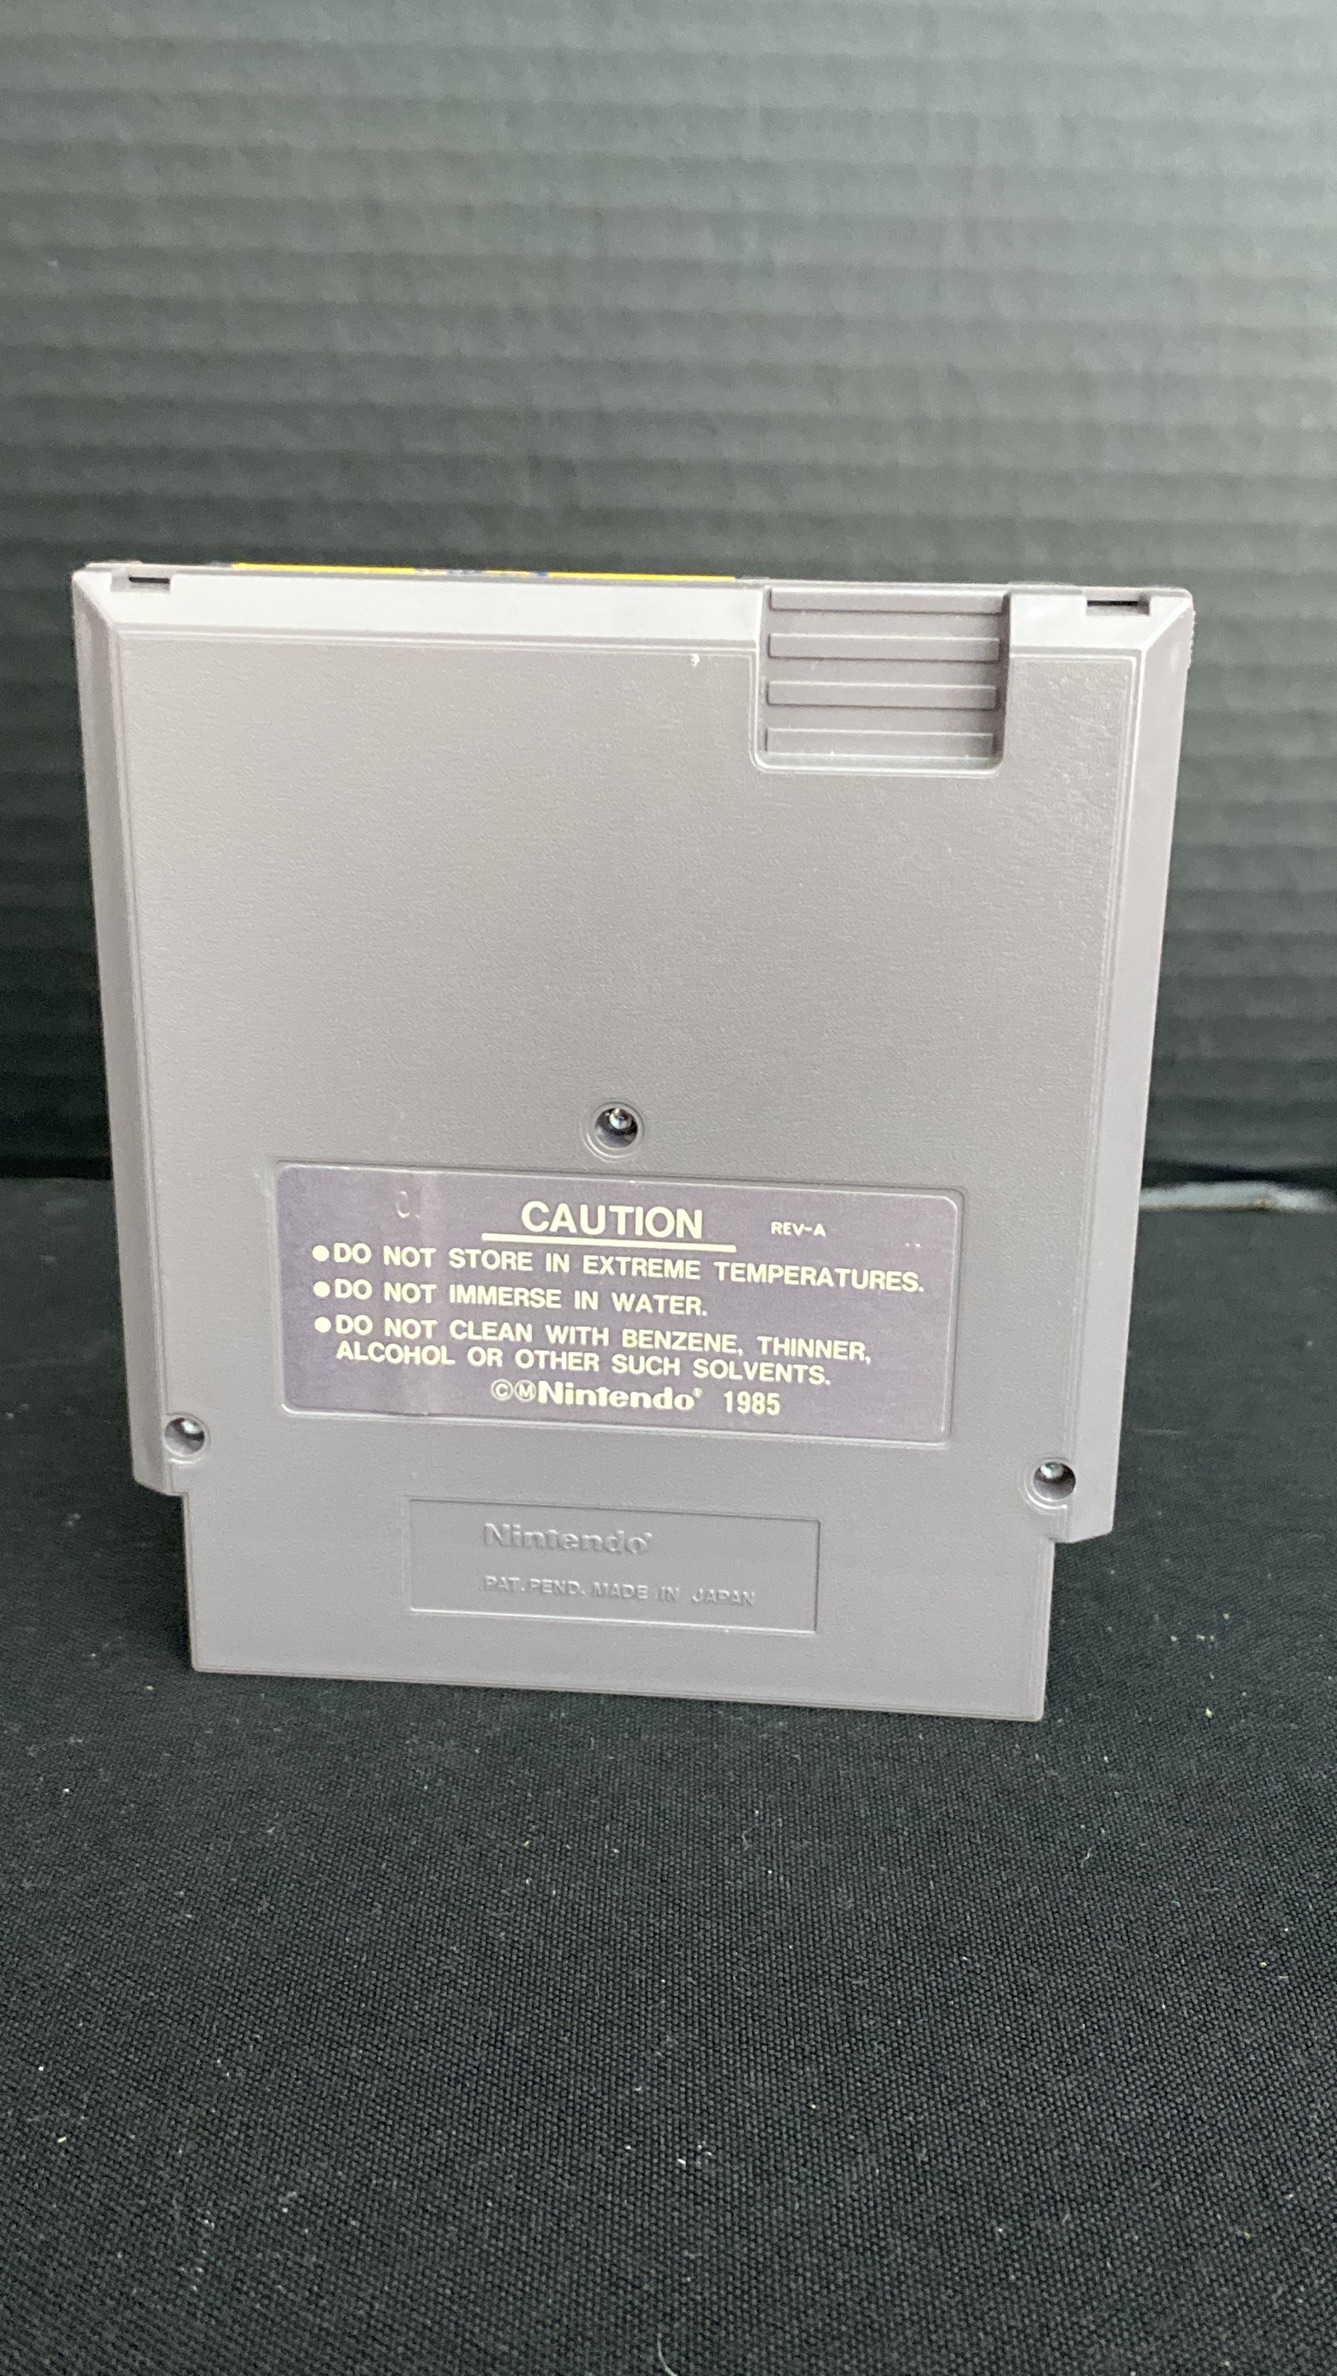 CAUTION REV-A
●DO NOT STORE IN EXTREME TEMPERATURES.
●DO NOT IMMERSE IN WATER.
●DO NOT CLEAN WITH BENZENE, THINNER,
ALCOHOL OR OTHER SUCH SOLVENTS.
©ⓂNintendo® 1985
Nintendo®
PAT. PEND. MADE IN JAPAN